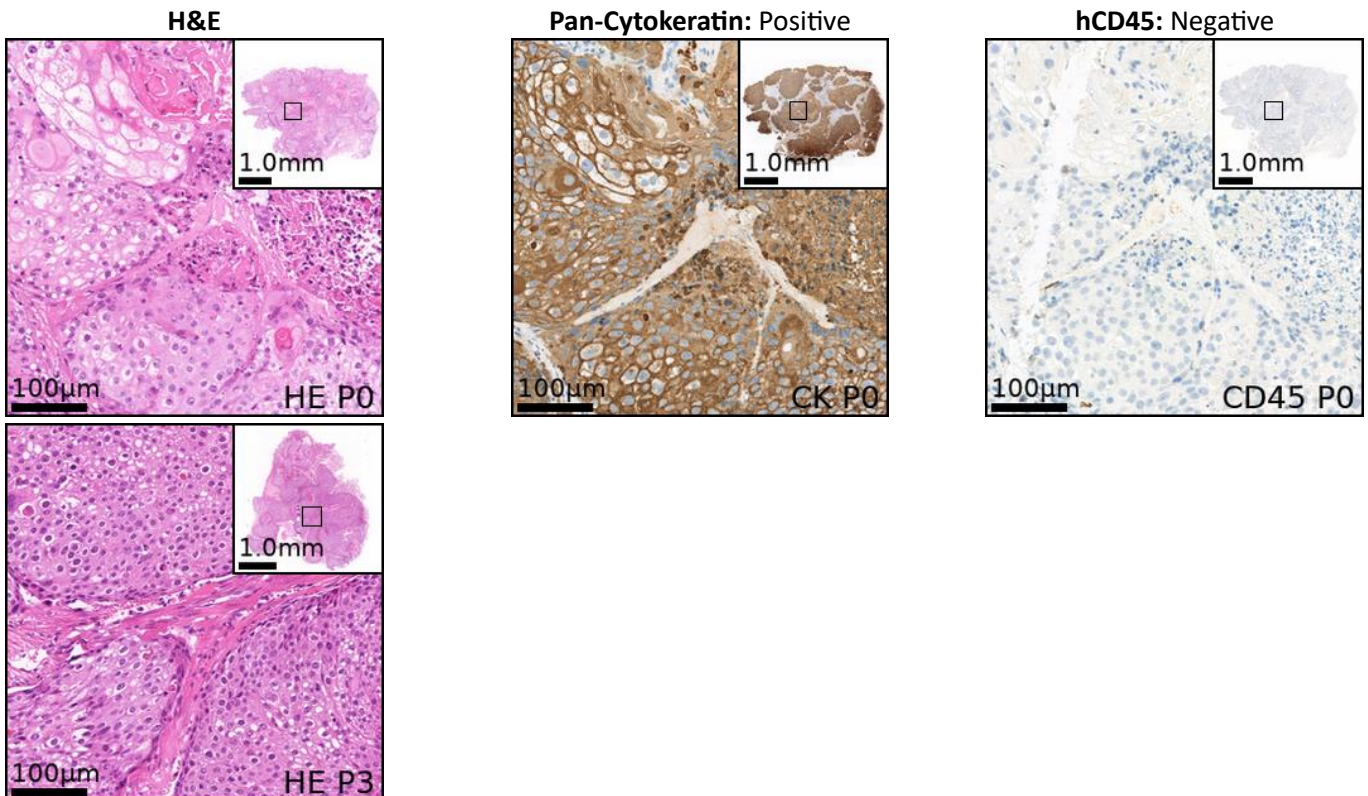 H&E
Pan-Cytokeratin: Positive
hCD45: Negative
1.0mm
100µm
HE P0
1.0mm
100µm
CK P0
1.0mm
100µm
CD45 P0
1.0mm
100µm
HE P3